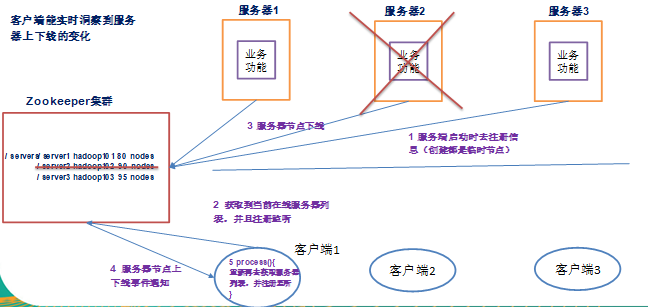 客户端能实时洞察到服务
器上下线的变化
服务器1
服务器2
服务器3
业务
功能
业务
功能
业务
功能
Zookeeper集群
/ servers/ server1 hadoop101 80 nodes
/ server2 hadoop102 90 nodes
/ server3 hadoop103 95 nodes
3 服务器节点下线
1 服务端启动时去注册信
息（创建都是临时节点）
2 获取到当前在线服务器列
表，并且注册监听
4 服务器节点上
下线事件通知
客户端1
5 process(){
重新再去获取服务器
列表，并注册监听
}
客户端2
客户端3